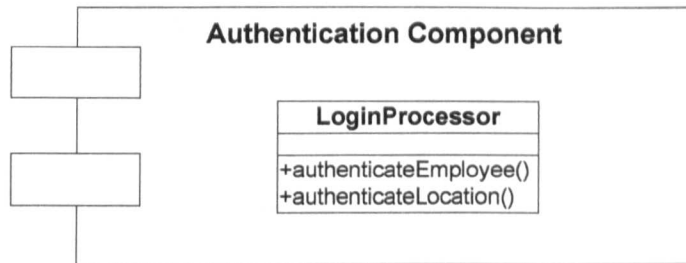 Authentication Component
LoginProcessor
+authenticateEmployee()
+authenticateLocation()